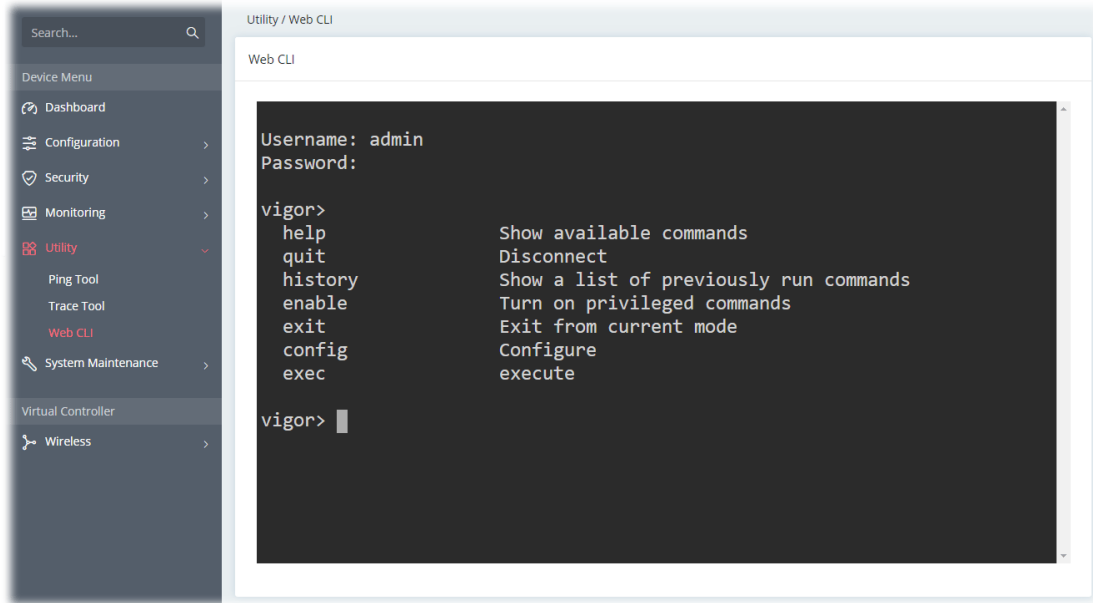 Search...
Device Menu
Dashboard
Configuration
Security
Monitoring
Utility
Ping Tool
Trace Tool
Web CLI
System Maintenance
Virtual Controller
Wireless
Utility / Web CLI
Web CLI
Username: admin
Password:
vigor>
help Show available commands
quit Disconnect
history Show a list of previously run commands
enable Turn on privileged commands
exit Exit from current mode
config Configure
exec execute
vigor>